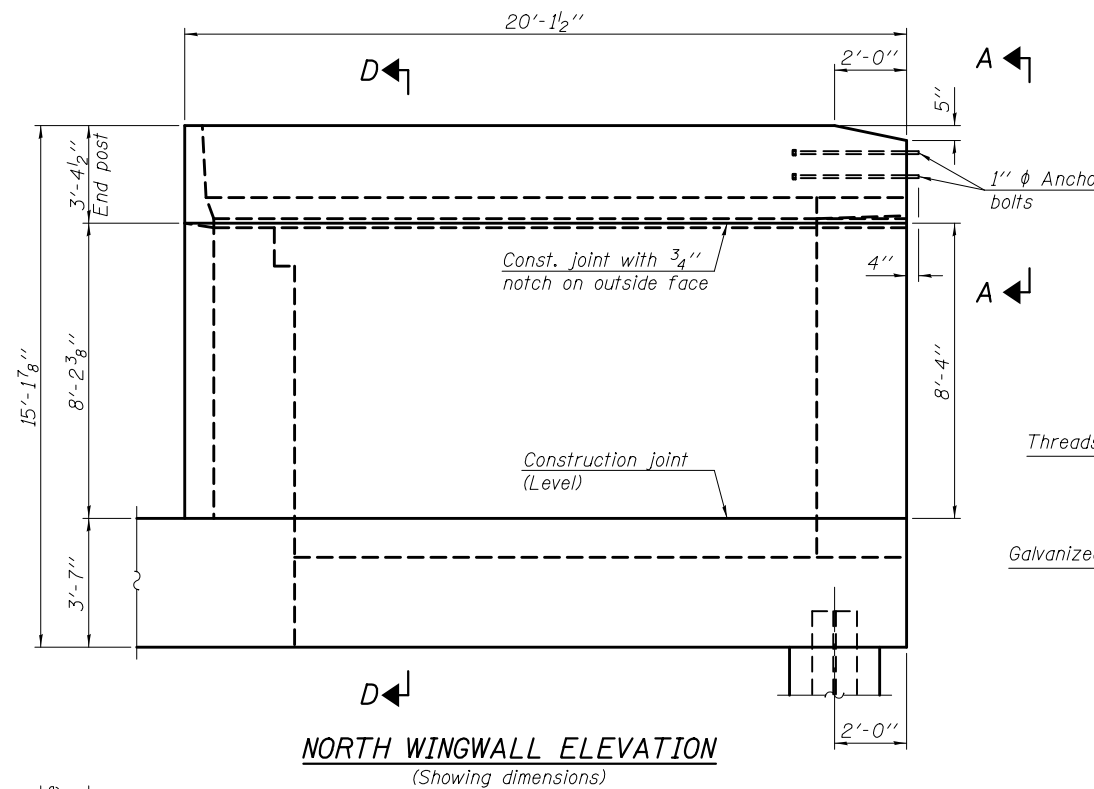 20'-1½"
2'-0"
D
A
5"
3'-4½"
End post
1" ϕ
bolts
Const. joint with ¾"
notch on outside face
4"
A
15'-1⅞"
8'-2⅜"
8'-4"
Threads
Construction joint
(Level)
3'-7"
D
2'-0"
NORTH WINGWALL ELEVATION
(Showing dimensions)